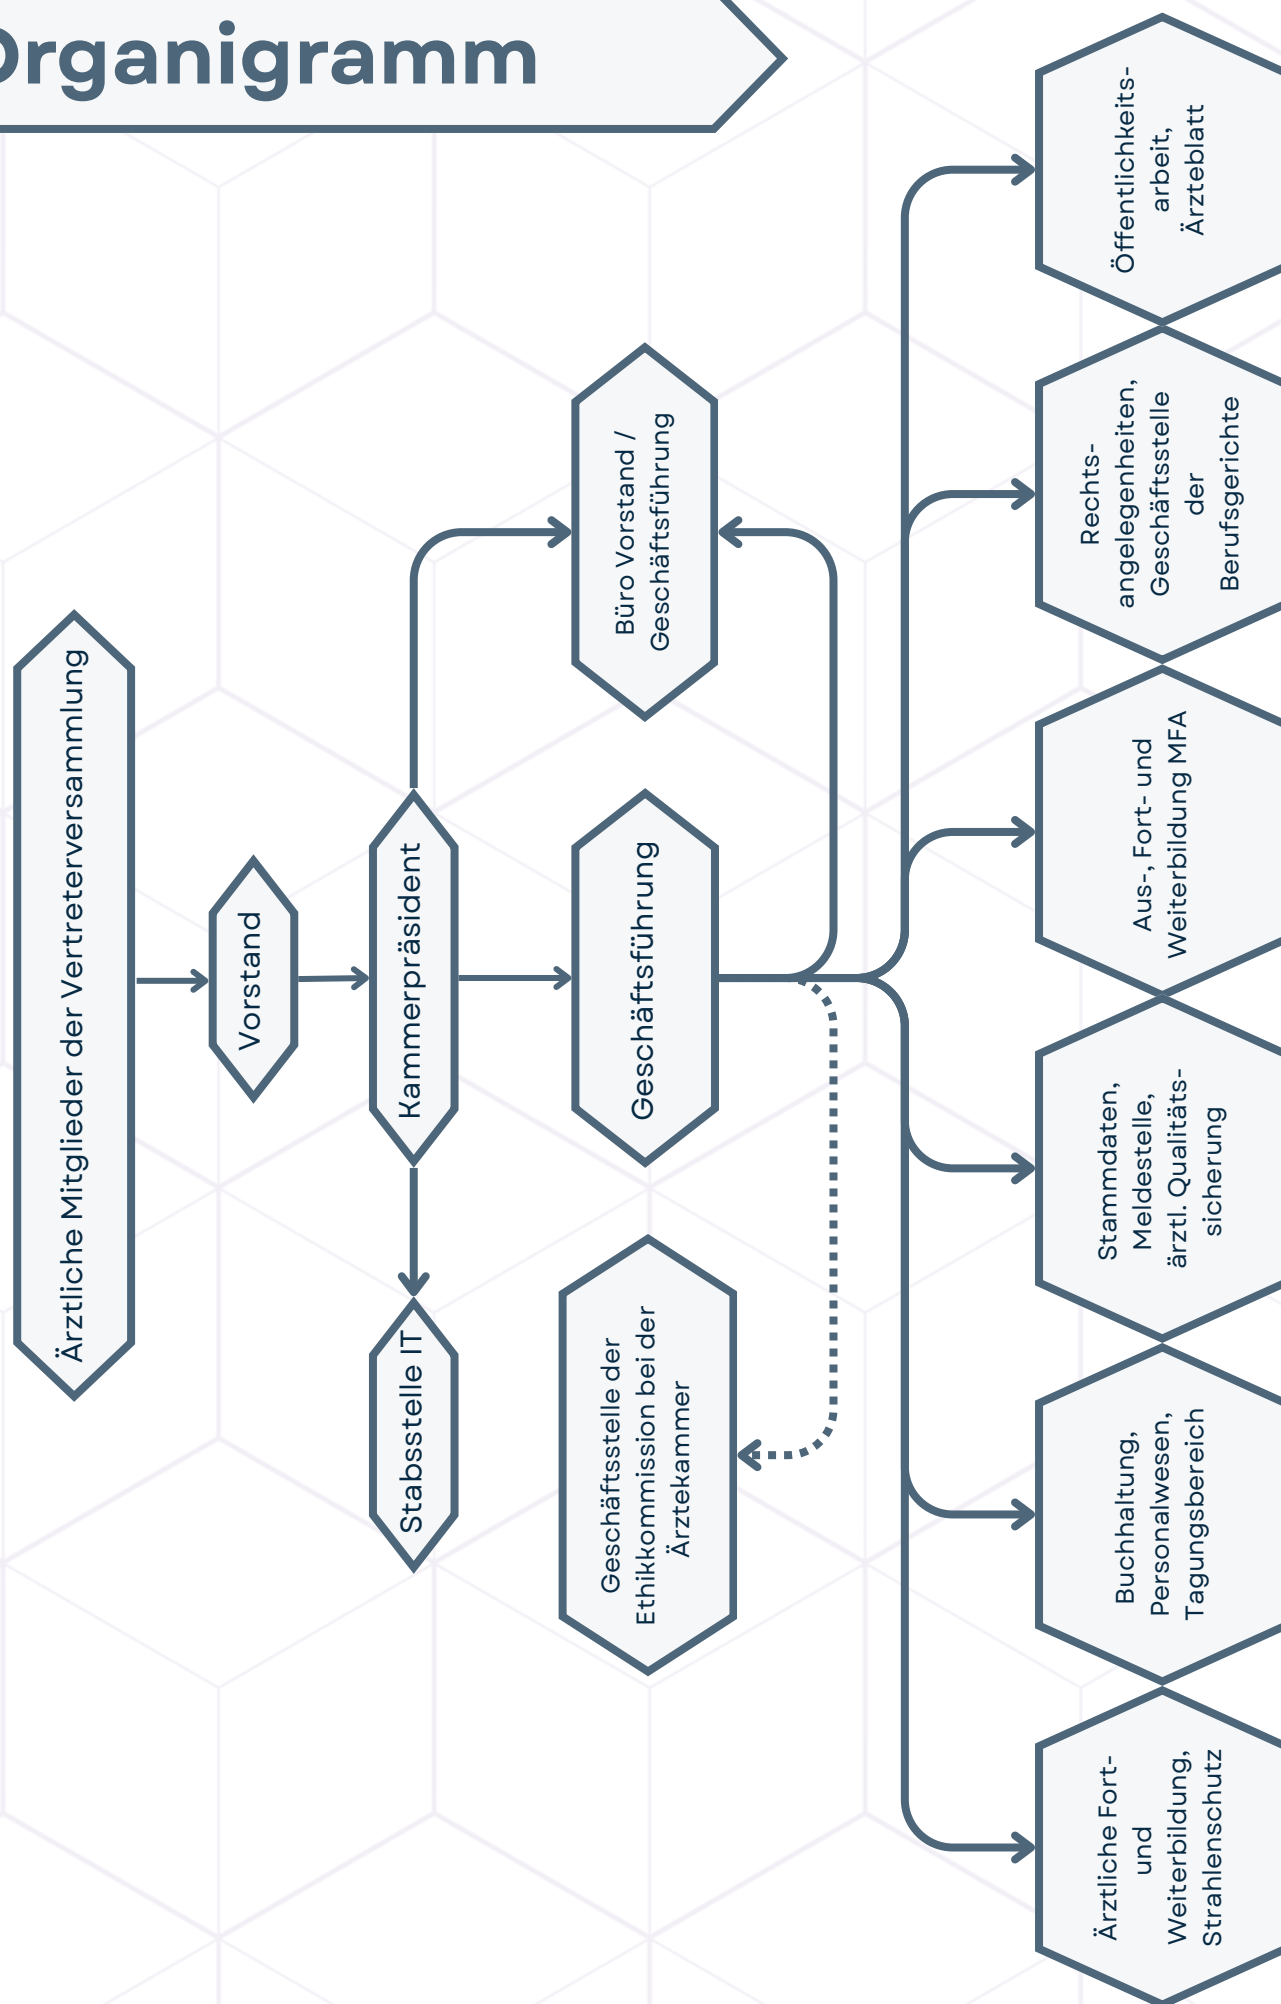 Organigramm
Ärztliche Mitglieder der Vertreterversammlung
Vorstand
Stabsstelle IT
Kammerpräsident
Geschäftsstelle der
Ethikkommission bei der
Ärztekammer
Geschäftsführung
Büro Vorstand /
Geschäftsführung
Ärztliche Fort-
und
Weiterbildung,
Strahlenschutz
Buchhaltung,
Personalwesen,
Tagungsbereich
Stammdaten,
Meldestelle,
ärztl. Qualitäts-
sicherung
Aus-, Fort- und
Weiterbildung MFA
Rechts-
angelegenheiten,
Geschäftsstelle
der
Berufsgerichte
Öffentlichkeits-
arbeit,
Ärzteblatt